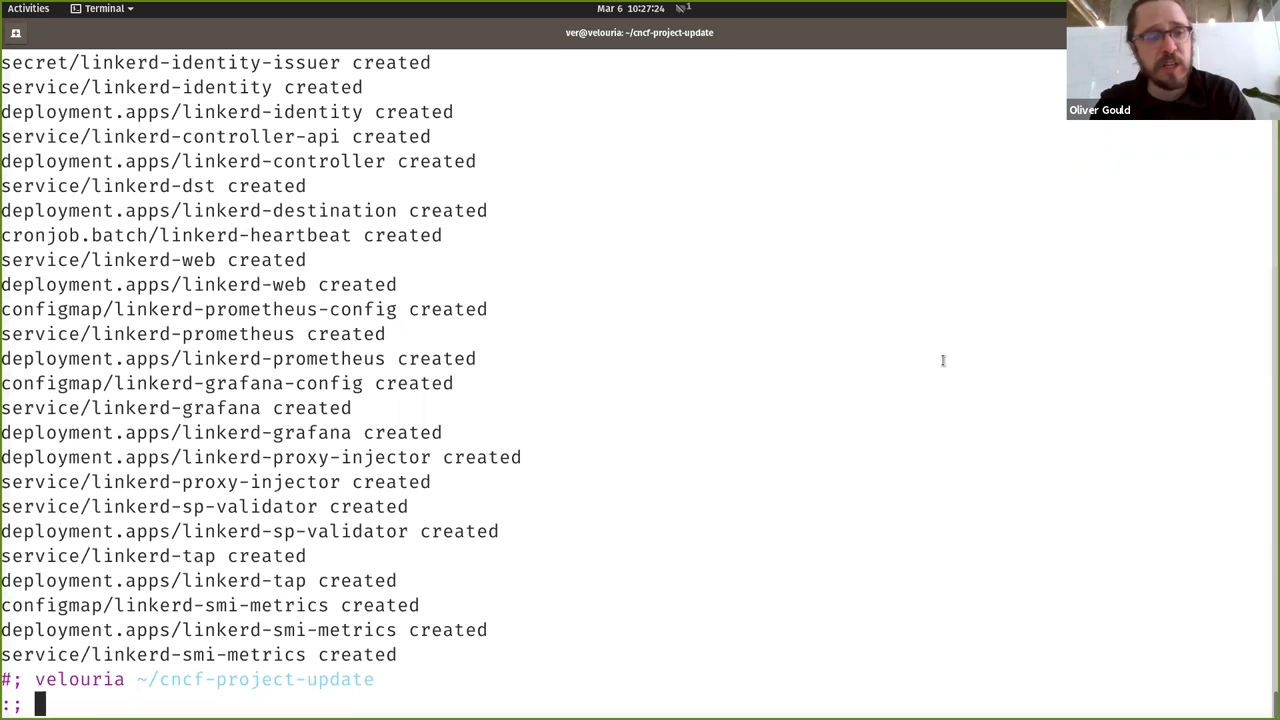 Activities
Terminal
Mar 6 10:27:24
1
ver@velouria: ~/cncf-project-update
Oliver Gould
secret/linkerd-identity-issuer created
service/linkerd-identity created
deployment.apps/linkerd-identity created
service/linkerd-controller-api created
deployment.apps/linkerd-controller created
service/linkerd-dst created
deployment.apps/linkerd-destination created
cronjob.batch/linkerd-heartbeat created
service/linkerd-web created
deployment.apps/linkerd-web created
configmap/linkerd-prometheus-config created
service/linkerd-prometheus created
deployment.apps/linkerd-prometheus created
configmap/linkerd-grafana-config created
service/linkerd-grafana created
deployment.apps/linkerd-grafana created
deployment.apps/linkerd-proxy-injector created
service/linkerd-proxy-injector created
service/linkerd-sp-validator created
deployment.apps/linkerd-sp-validator created
service/linkerd-tap created
deployment.apps/linkerd-tap created
configmap/linkerd-smi-metrics created
deployment.apps/linkerd-smi-metrics created
service/linkerd-smi-metrics created
#; velouria ~/cncf-project-update
:;